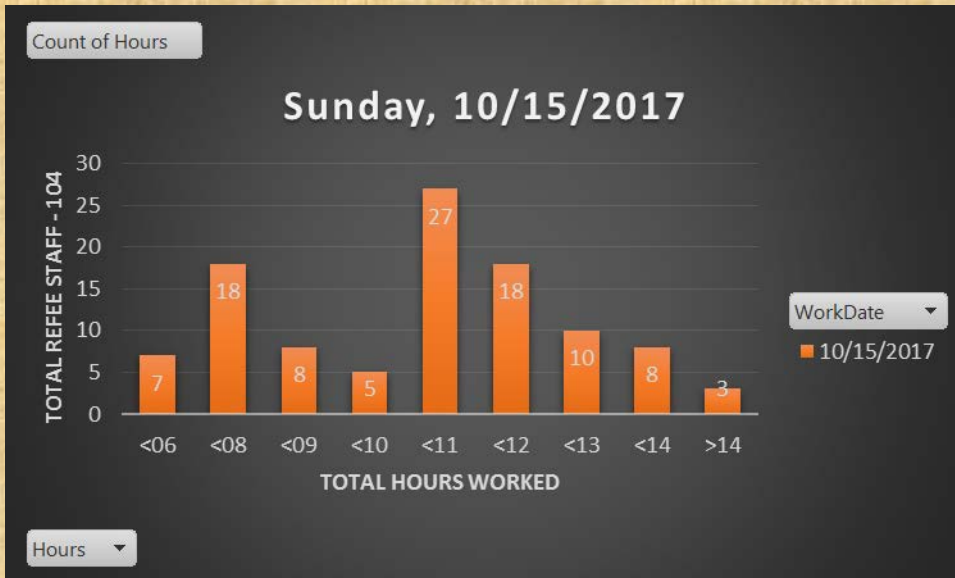 Count of Hours
Sunday, 10/15/2017
TOTAL REFEE STAFF - 104
30
25
20
15
10
5
0
7
18
8
5
27
18
10
8
3
<06 <08 <09 <10 <11 <12 <13 <14 >14
TOTAL HOURS WORKED
WorkDate
10/15/2017
Hours